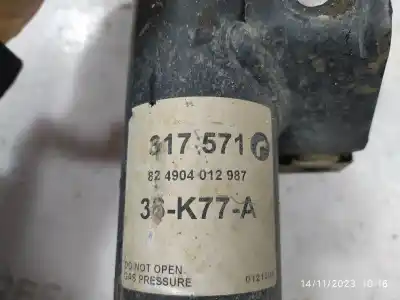 317 571
82 4904 012 987
36-K77-A
DO NOT OPEN
GAS PRESSURE
14/11/2023 10:16